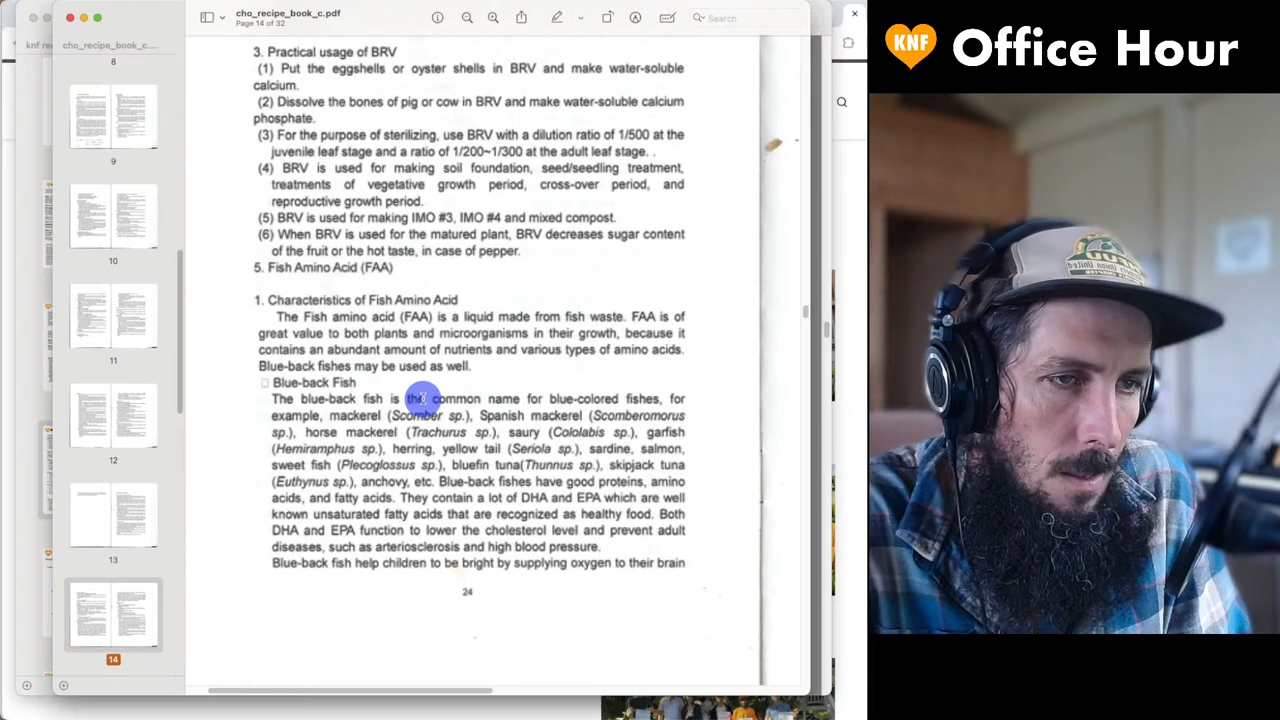 cho_recipe_book_c.pdf
Page 14 of 32
Search
cho_recipe_book_c....
8
9
10
11
12
13
14
3. Practical usage of BRV
(1) Put the eggshells or oyster shells in BRV and make water-soluble
calcium.
(2) Dissolve the bones of pig or cow in BRV and make water-soluble calcium
phosphate.
(3) For the purpose of sterilizing, use BRV with a dilution ratio of 1/500 at the
juvenile leaf stage and a ratio of 1/200~1/300 at the adult leaf stage. .
(4) BRV is used for making soil foundation, seed/seedling treatment,
treatments of vegetative growth period, cross-over period, and
reproductive growth period.
(5) BRV is used for making IMO #3, IMO #4 and mixed compost.
(6) When BRV is used for the matured plant, BRV decreases sugar content
of the fruit or the hot taste, in case of pepper.
5. Fish Amino Acid (FAA)
1. Characteristics of Fish Amino Acid
The Fish amino acid (FAA) is a liquid made from fish waste. FAA is of
great value to both plants and microorganisms in their growth, because it
contains an abundant amount of nutrients and various types of amino acids.
Blue-back fishes may be used as well.
□ Blue-back Fish
The blue-back fish is the common name for blue-colored fishes, for
example, mackerel (Scomber sp.), Spanish mackerel (Scomberomorus
sp.), horse mackerel (Trachurus sp.), saury (Cololabis sp.), garfish
(Hemiramphus sp.), herring, yellow tail (Seriola sp.), sardine, salmon,
sweet fish (Plecoglossus sp.), bluefin tuna(Thunnus sp.), skipjack tuna
(Euthynus sp.), anchovy, etc. Blue-back fishes have good proteins, amino
acids, and fatty acids. They contain a lot of DHA and EPA which are well
known unsaturated fatty acids that are recognized as healthy food. Both
DHA and EPA function to lower the cholesterol level and prevent adult
diseases, such as arteriosclerosis and high blood pressure.
Blue-back fish help children to be bright by supplying oxygen to their brain
24
KNF
Office Hour